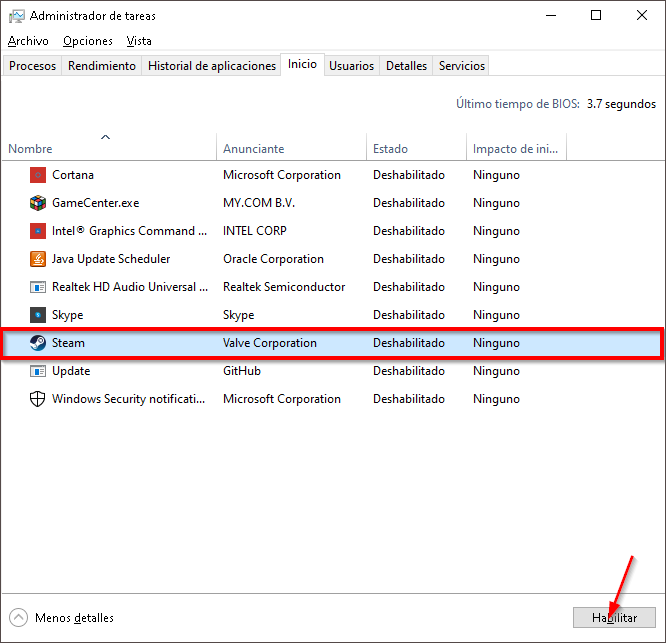 Administrador de tareas
Archivo Opciones Vista
Procesos Rendimiento Historial de aplicaciones Inicio Usuarios Detalles Servicios
Último tiempo de BIOS: 3.7 segundos
Nombre Anunciante Estado Impacto de ini...
Cortana Microsoft Corporation Deshabilitado Ninguno
GameCenter.exe MY.COM B.V. Deshabilitado Ninguno
Intel® Graphics Command ... INTEL CORP Deshabilitado Ninguno
Java Update Scheduler Oracle Corporation Deshabilitado Ninguno
Realtek HD Audio Universal ... Realtek Semiconductor Deshabilitado Ninguno
Skype Skype Deshabilitado Ninguno
Steam Valve Corporation Deshabilitado Ninguno
Update GitHub Deshabilitado Ninguno
Windows Security notificati... Microsoft Corporation Deshabilitado Ninguno
Menos detalles Habilitar